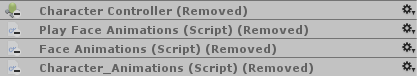 Character Controller (Removed)
Play Face Animations (Script) (Removed)
Face Animations (Script) (Removed)
Character_Animations (Script) (Removed)